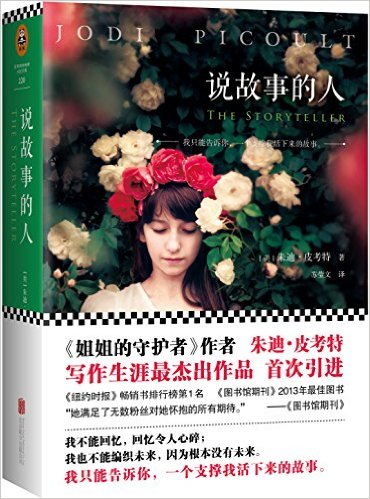 JODI PICOULT
说故事的人
THE STORYTELLER
我只能告诉你，一个支撑我活下来的故事。
[美] 朱迪·皮考特 著
苏莹文 译
《姐姐的守护者》作者 朱迪·皮考特
写作生涯最杰出作品 首次引进
《纽约时报》畅销书排行榜第1名 《图书馆期刊》2013年最佳图书
“她满足了无数粉丝对她怀抱的所有期待。” ——《图书馆期刊》
我不能回忆，回忆令人心碎；
我也不能编织未来，因为根本没有未来。
我只能告诉你，一个支撑我活下来的故事。
220
说故事的人
THE STORYTELLER
[美] 朱迪